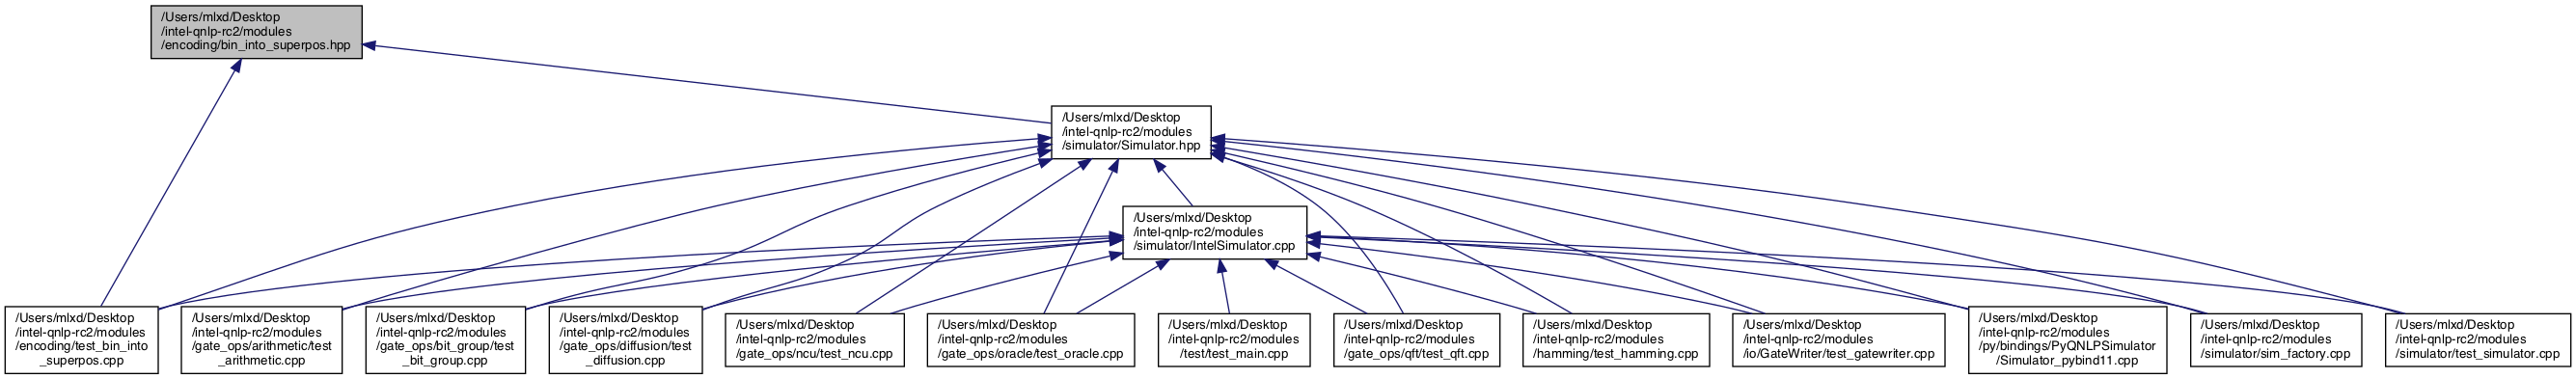 /Users/mlxd/Desktop
/intel-qnlp-rc2/modules
/encoding/bin_into_superpos.hpp
/Users/mlxd/Desktop
/intel-qnlp-rc2/modules
/simulator/Simulator.hpp
/Users/mlxd/Desktop
/intel-qnlp-rc2/modules
/simulator/IntelSimulator.cpp
/Users/mlxd/Desktop
/intel-qnlp-rc2/modules
/encoding/test_bin_into
_superpos.cpp
/Users/mlxd/Desktop
/intel-qnlp-rc2/modules
/gate_ops/arithmetic/test
_arithmetic.cpp
/Users/mlxd/Desktop
/intel-qnlp-rc2/modules
/gate_ops/bit_group/test
_bit_group.cpp
/Users/mlxd/Desktop
/intel-qnlp-rc2/modules
/gate_ops/diffusion/test
_diffusion.cpp
/Users/mlxd/Desktop
/intel-qnlp-rc2/modules
/gate_ops/ncu/test_ncu.cpp
/Users/mlxd/Desktop
/intel-qnlp-rc2/modules
/gate_ops/oracle/test_oracle.cpp
/Users/mlxd/Desktop
/intel-qnlp-rc2/modules
/test/test_main.cpp
/Users/mlxd/Desktop
/intel-qnlp-rc2/modules
/gate_ops/qft/test_qft.cpp
/Users/mlxd/Desktop
/intel-qnlp-rc2/modules
/hamming/test_hamming.cpp
/Users/mlxd/Desktop
/intel-qnlp-rc2/modules
/io/GateWriter/test_gatewriter.cpp
/Users/mlxd/Desktop
/intel-qnlp-rc2/modules
/py/bindings/PyQNLPSimulator
/Simulator_pybind11.cpp
/Users/mlxd/Desktop
/intel-qnlp-rc2/modules
/simulator/sim_factory.cpp
/Users/mlxd/Desktop
/intel-qnlp-rc2/modules
/simulator/test_simulator.cpp